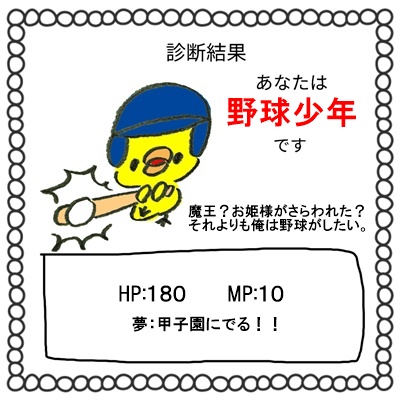 診断結果
あなたは
野球少年
です
魔王?お姫様がさらわれた?
それよりも俺は野球がしたい。
HP:180 MP:10
夢:甲子園にでる!!